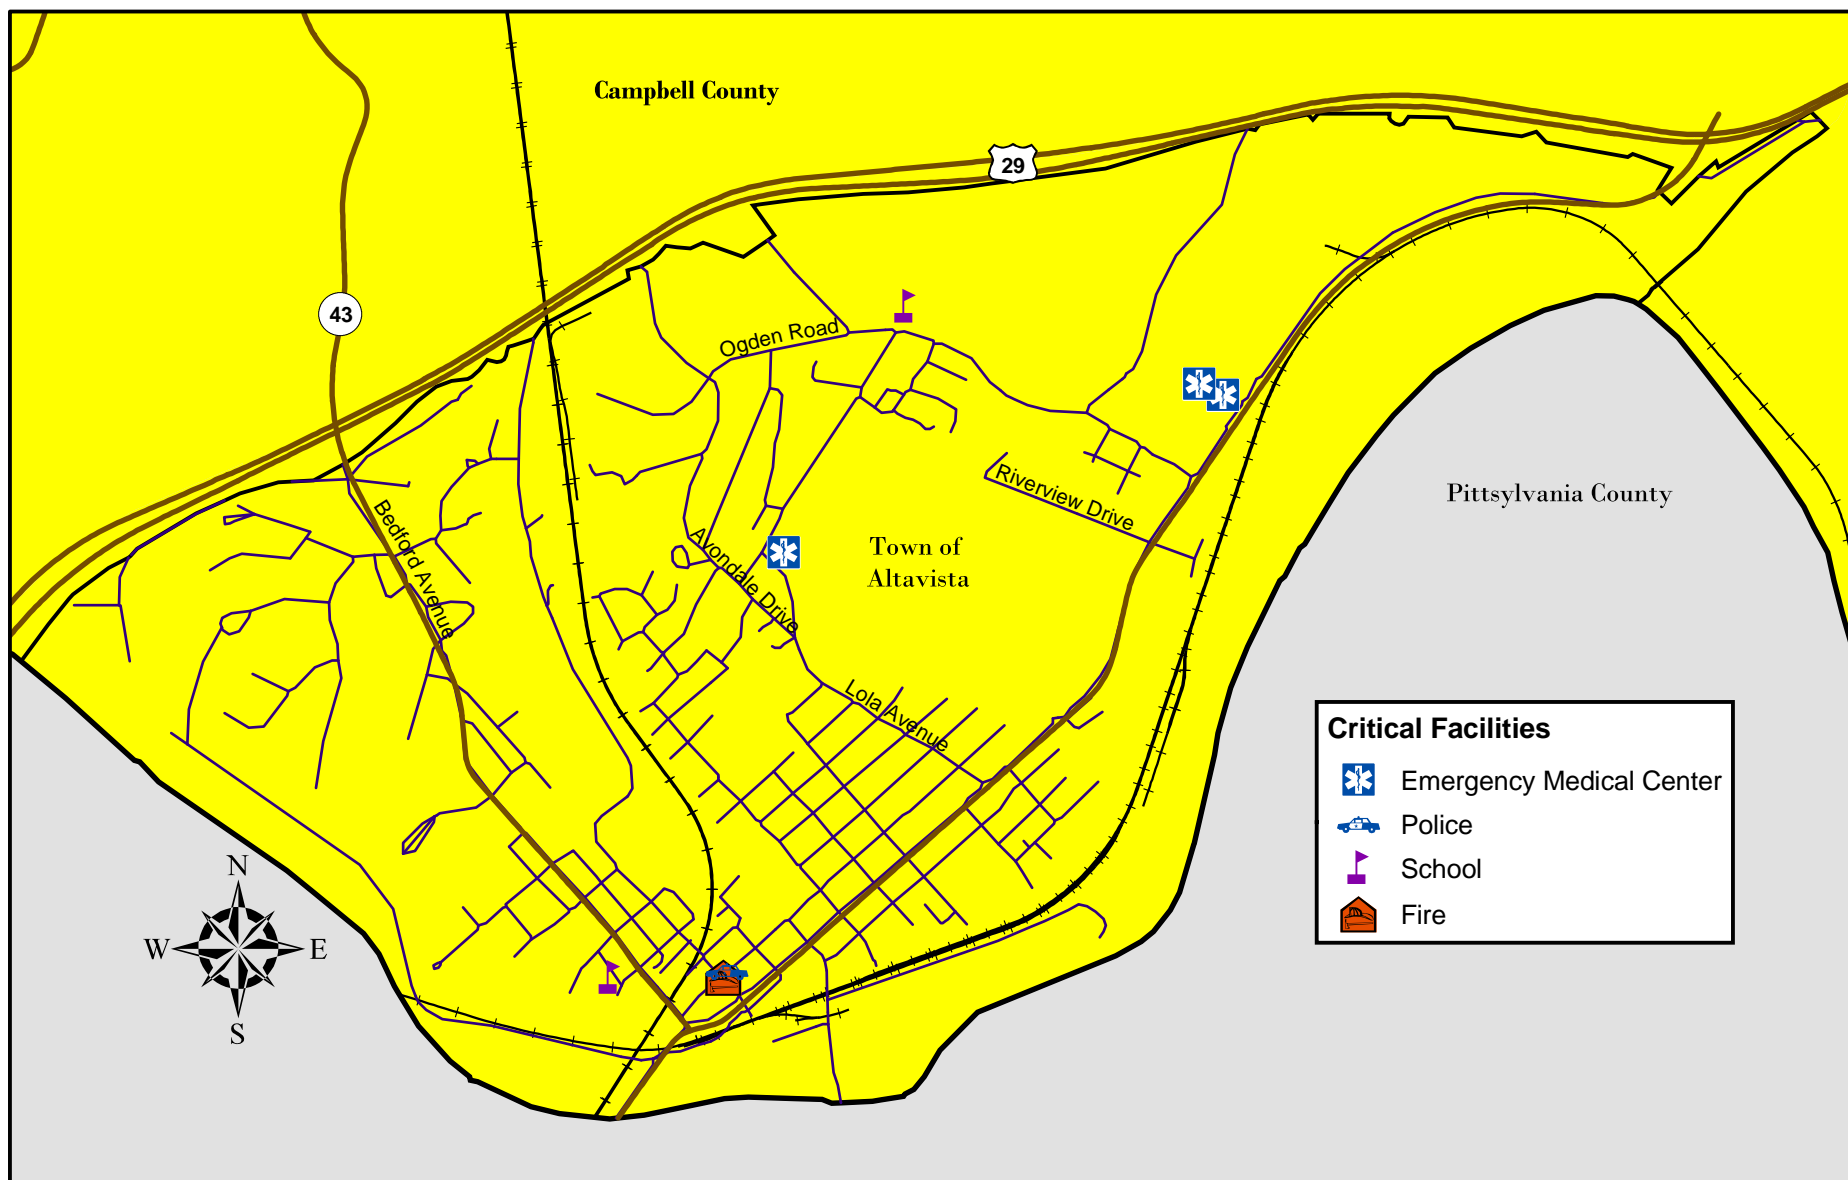 Campbell County
29
43
Ogden Road
Riverview Drive
Pittsylvania County
Bedford Avenue
Avondale Drive
Town of
Altavista
Lola Avenue
Critical Facilities
Emergency Medical Center
Police
School
Fire
N
W
E
S